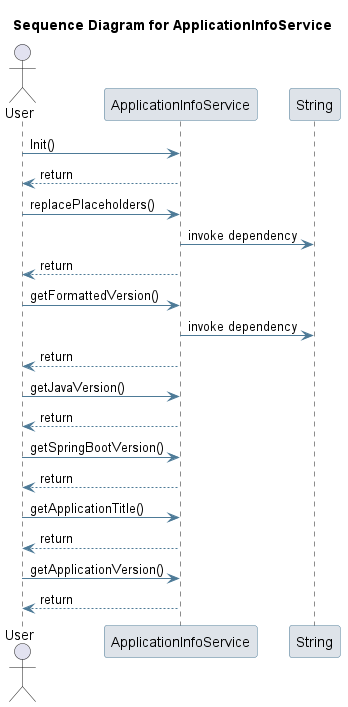 Sequence Diagram for ApplicationInfoService
User
ApplicationInfoService
String
Init()
return
replacePlaceholders()
invoke dependency
return
getFormattedVersion()
invoke dependency
return
getJavaVersion()
return
getSpringBootVersion()
return
getApplicationTitle()
return
getApplicationVersion()
return
User
ApplicationInfoService
String